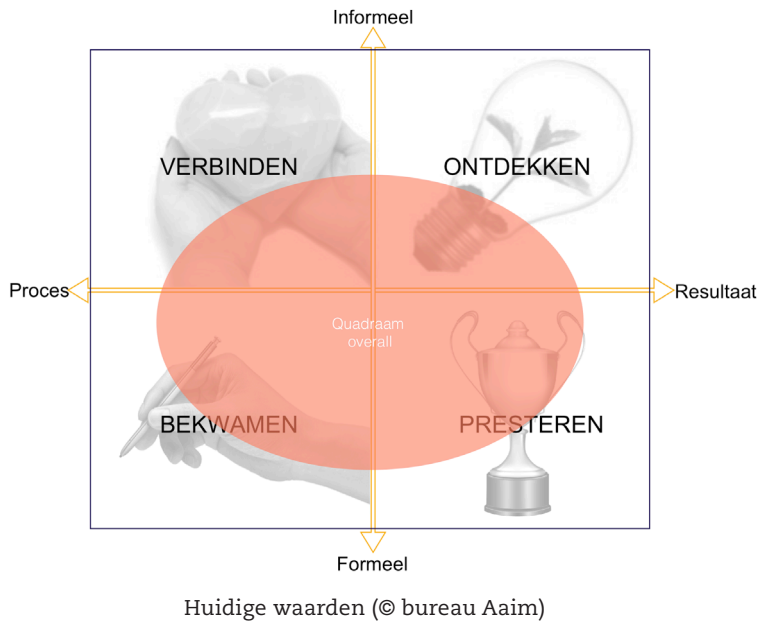 Informeel
VERBINDEN
ONTDEKKEN
Proces
Resultaat
Quadraam
overall
BEKWAMEN
PRESTEREN
Formeel
Huidige waarden (© bureau Aaim)